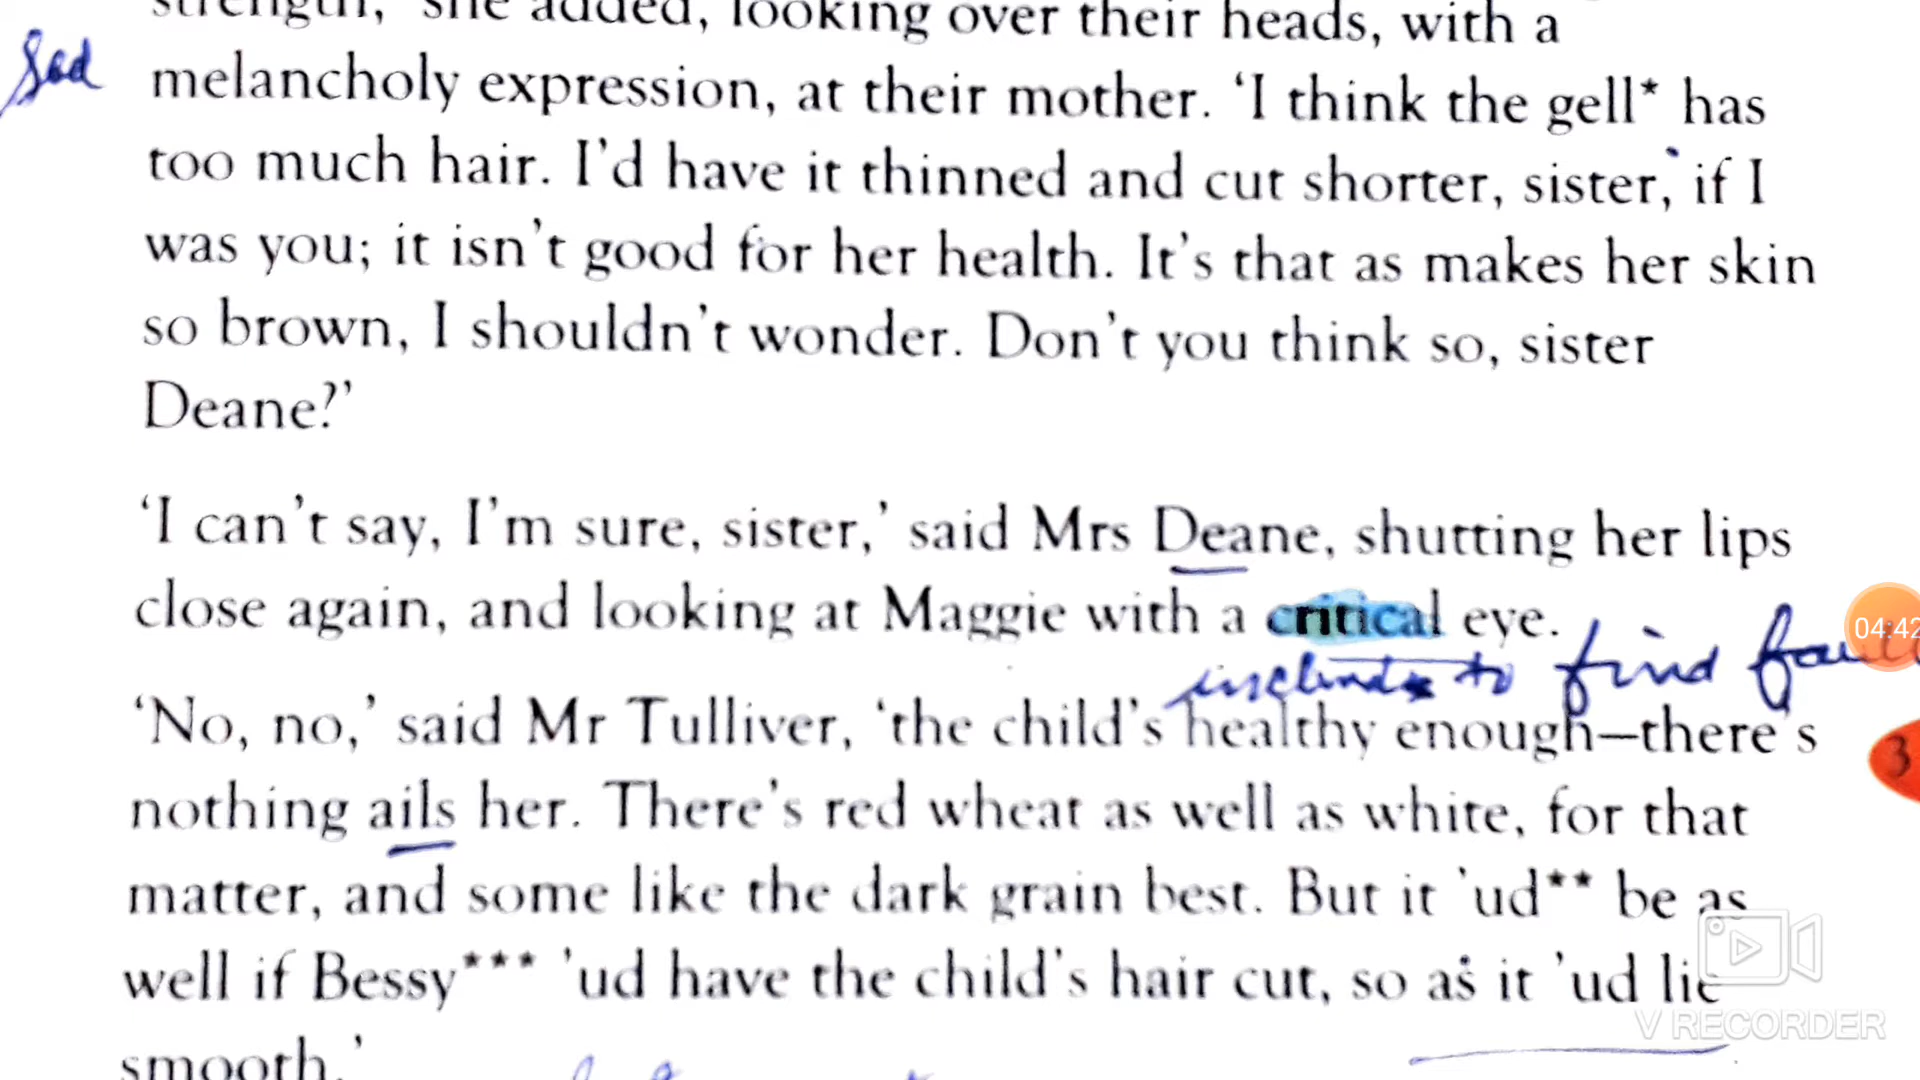 strength,' she added, looking over their heads, with a
Sad
melancholy expression, at their mother. 'I think the gell* has
too much hair. I'd have it thinned and cut shorter, sister, if I
was you; it isn't good for her health. It's that as makes her skin
so brown, I shouldn't wonder. Don't you think so, sister
Deane?'
'I can't say, I'm sure, sister,' said Mrs Deane, shutting her lips
close again, and looking at Maggie with a critical eye.
04:42
to find
'No, no,' said Mr Tulliver, 'the child's healthy enough—there's
3
nothing ails her. There's red wheat as well as white, for that
matter, and some like the dark grain best. But it 'ud** be as
well if Bessy*** 'ud have the child's hair cut, so as it 'ud lie
V RECORDER
smooth.'